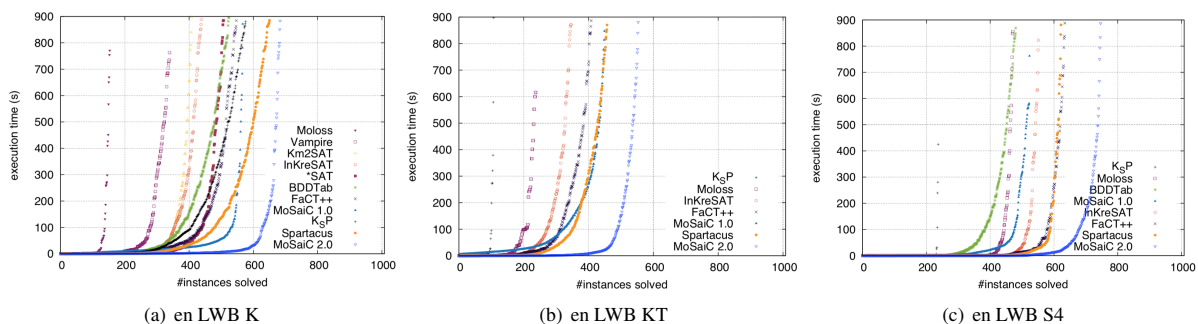 900
800
700
600
500
400
300
200
100
0
execution time (s)
0 200 400 600 800 1000
#instances solved
Moloss
Vampire
Km2SAT
InKreSAT
*SAT
BDDTab
FaCT++
MoSaiC 1.0
KSP
Spartacus
MoSaiC 2.0
(a) en LWB K
900
800
700
600
500
400
300
200
100
0
execution time (s)
0 200 400 600 800 1000
#instances solved
KSP
Moloss
InKreSAT
FaCT++
MoSaiC 1.0
Spartacus
MoSaiC 2.0
(b) en LWB KT
900
800
700
600
500
400
300
200
100
0
execution time (s)
0 200 400 600 800 1000
#instances solved
KSP
Moloss
BDDTab
MoSaiC 1.0
InKreSAT
FaCT++
Spartacus
MoSaiC 2.0
(c) en LWB S4